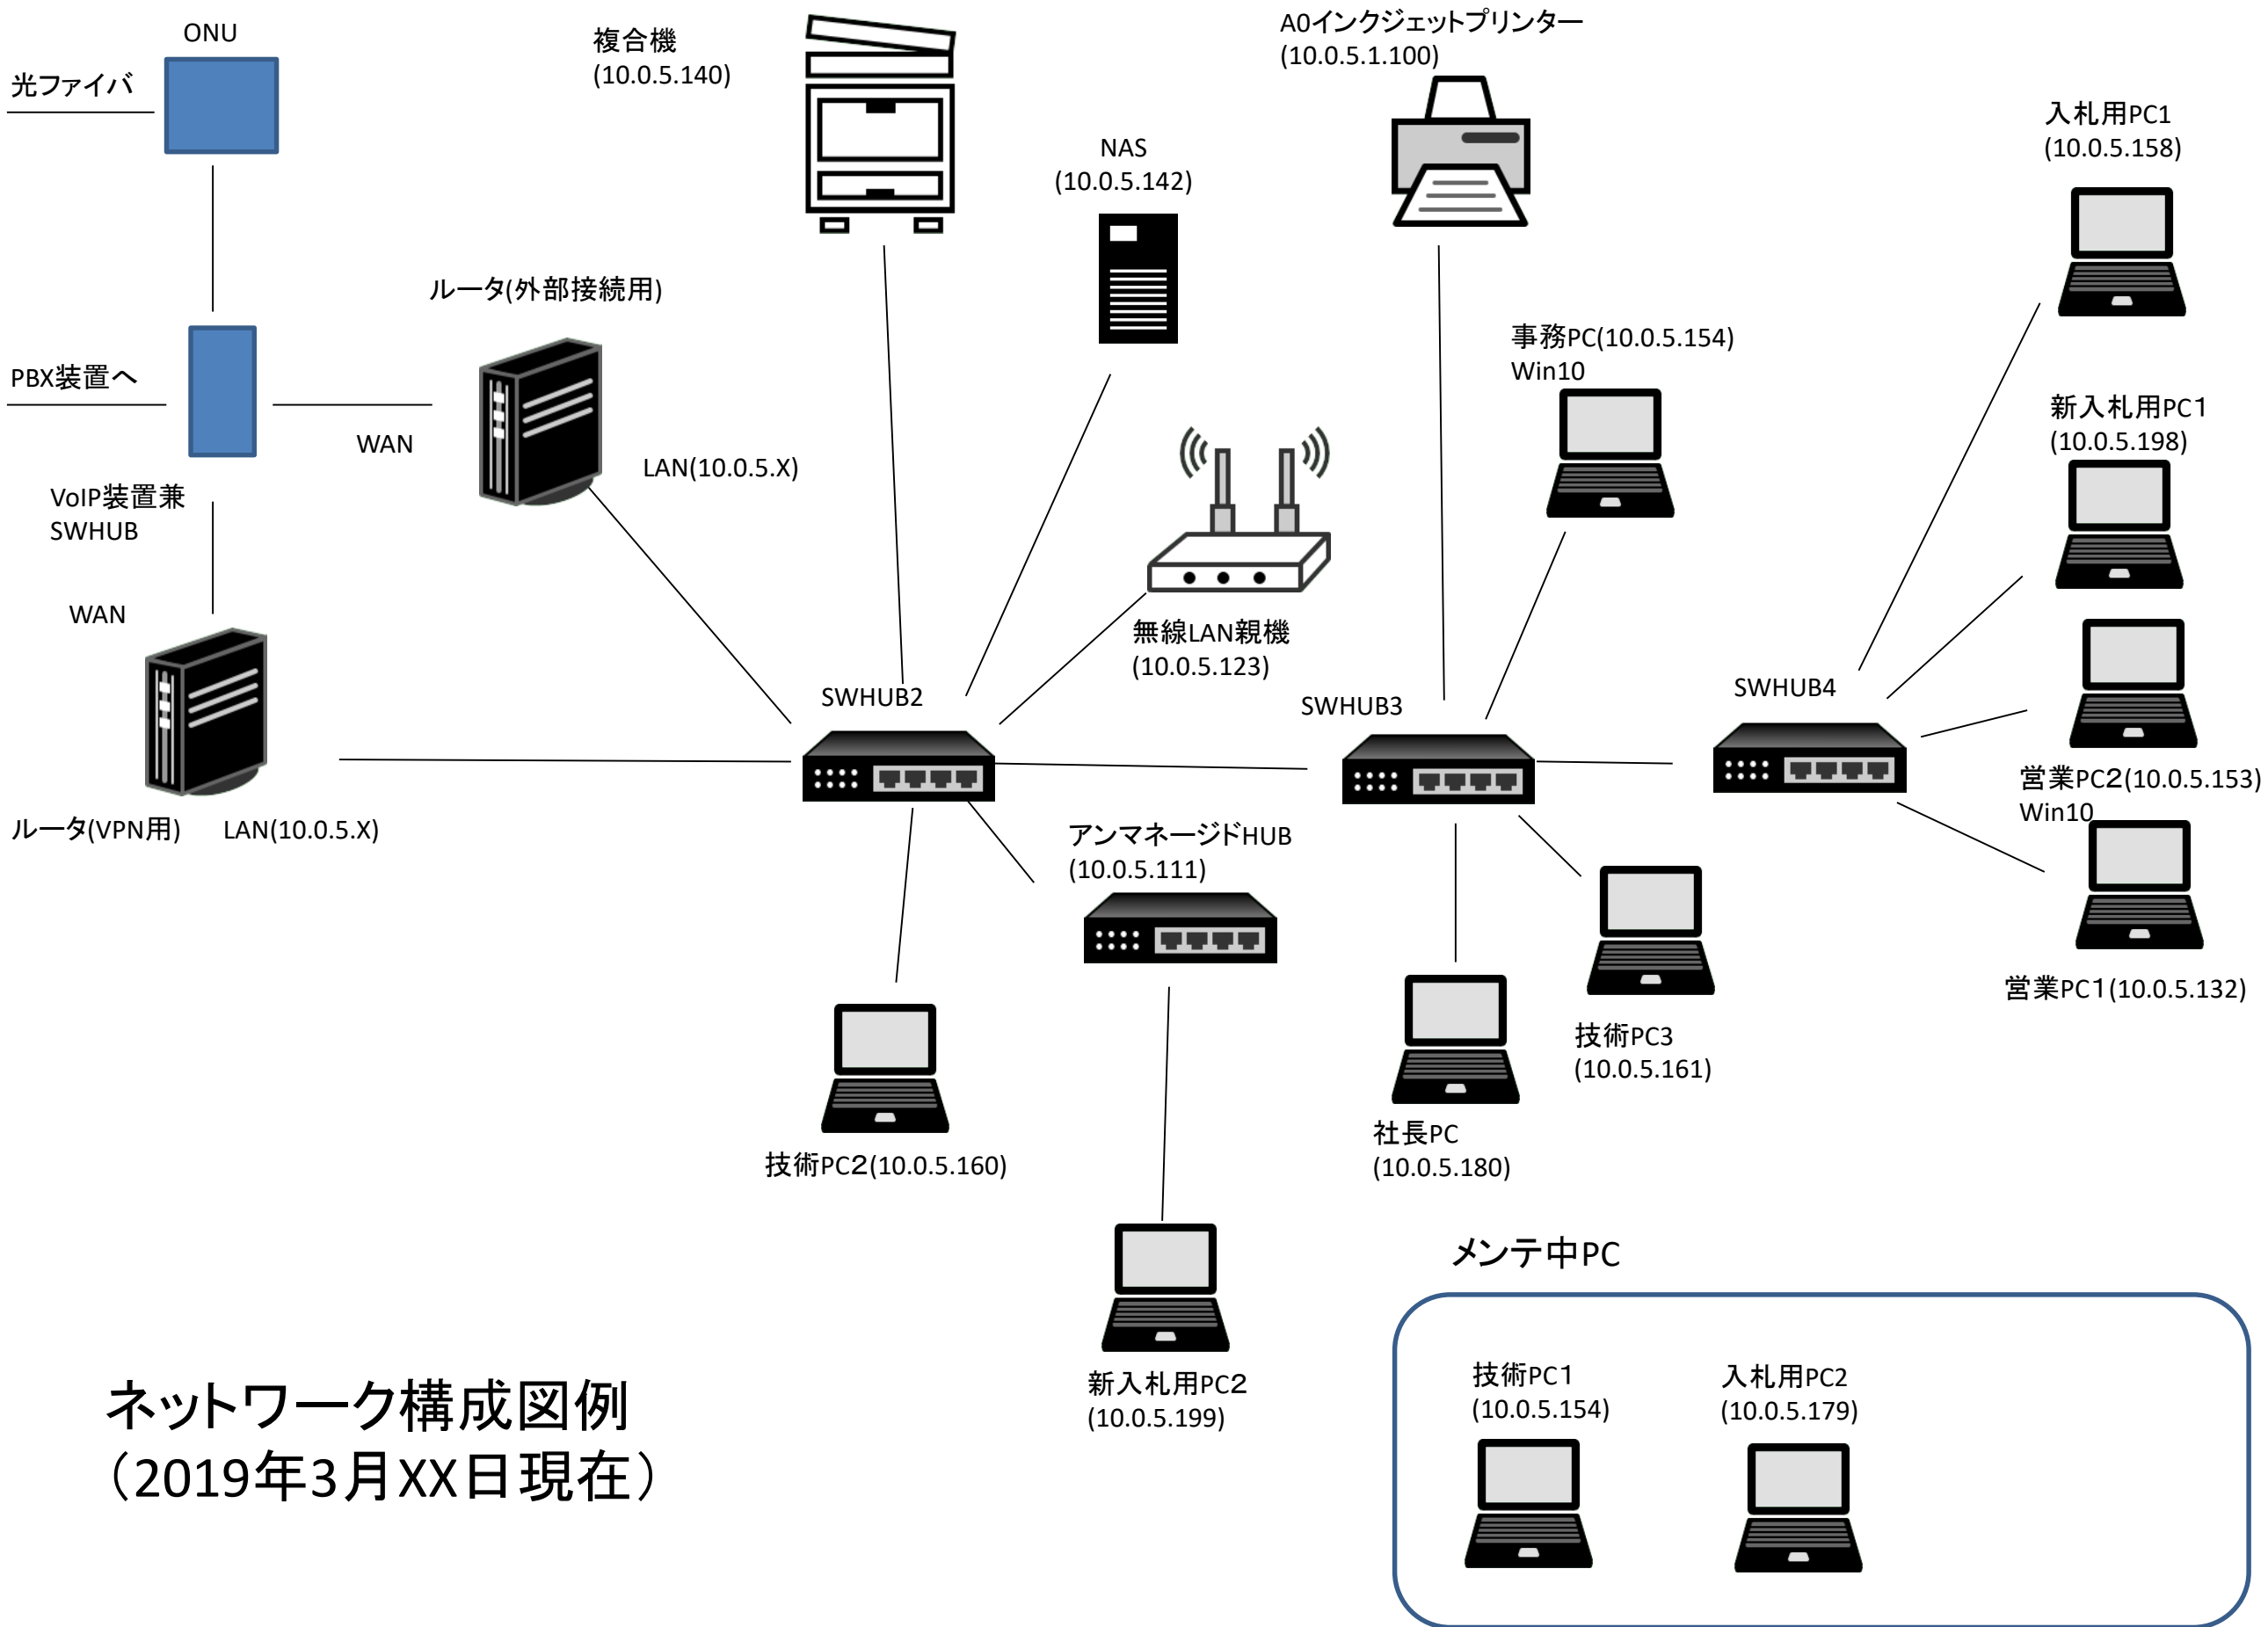 ONU
光ファイバ
複合機
(10.0.5.140)
A0インクジェットプリンター
(10.0.5.1.100)
NAS
(10.0.5.142)
入札用PC1
(10.0.5.158)
ルータ(外部接続用)
事務PC(10.0.5.154)
Win10
PBX装置へ
WAN
LAN(10.0.5.X)
新入札用PC１
(10.0.5.198)
VoIP装置兼
SWHUB
WAN
無線LAN親機
(10.0.5.123)
SWHUB2
SWHUB3
SWHUB4
営業PC２(10.0.5.153)
Win10
ルータ(VPN用)
LAN(10.0.5.X)
アンマネージドHUB
(10.0.5.111)
営業PC１(10.0.5.132)
技術PC3
(10.0.5.161)
技術PC２(10.0.5.160)
社長PC
(10.0.5.180)
メンテ中PC
新入札用PC２
(10.0.5.199)
技術PC１
(10.0.5.154)
入札用PC2
(10.0.5.179)
ネットワーク構成図例
（2019年3月XX日現在）